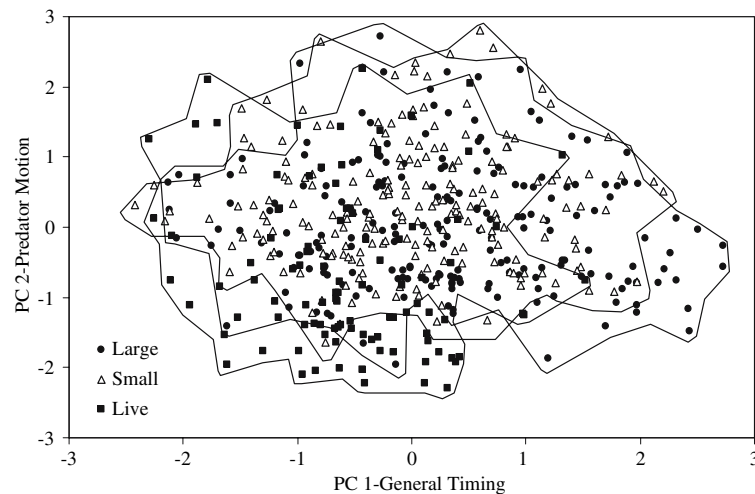 3
2
1
0
-1
-2
-3
PC 2-Predator Motion
Large
Small
Live
-3 -2 -1 0 1 2 3
PC 1-General Timing